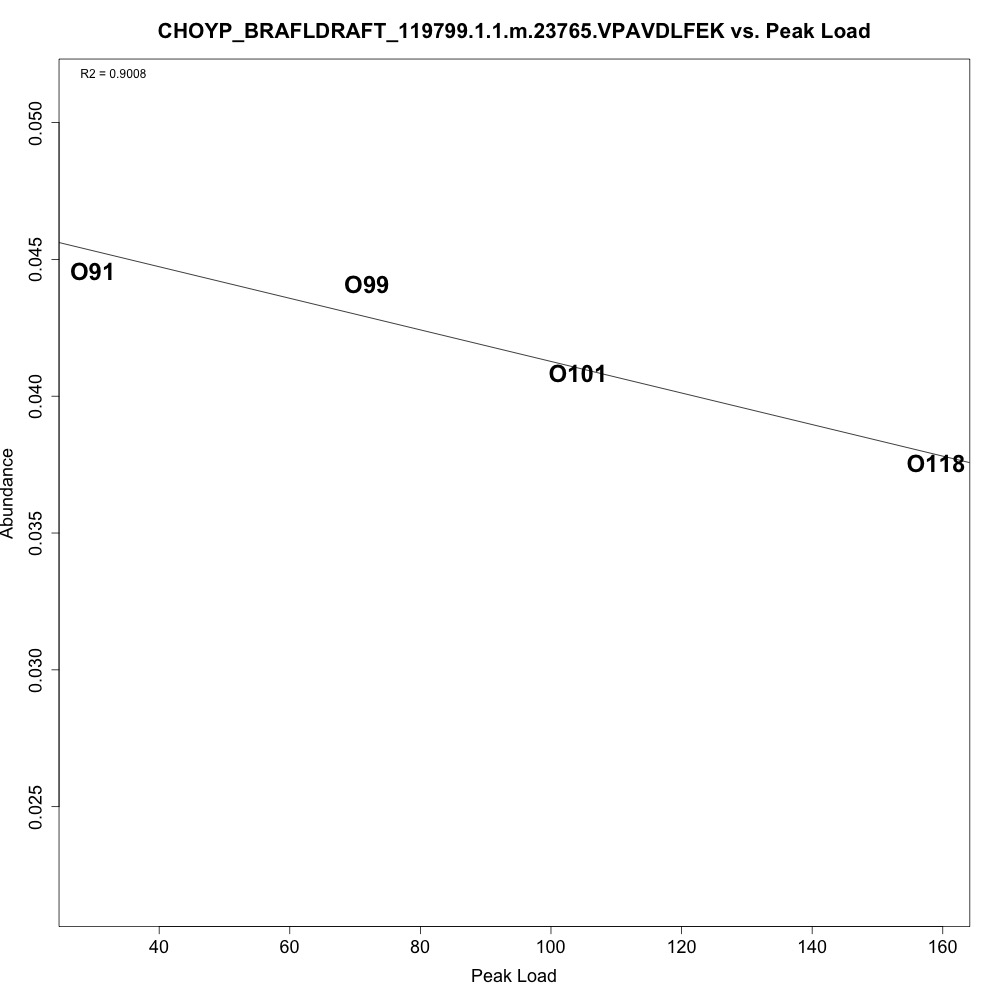 CHOYP_BRAFLDRAFT_119799.1.1.m.23765.VPAVDLFEK vs. Peak Load
R2 = 0.9008
0.050
0.045
0.040
0.035
0.030
0.025
Abundance
O91
O99
O101
O118
40 60 80 100 120 140 160
Peak Load